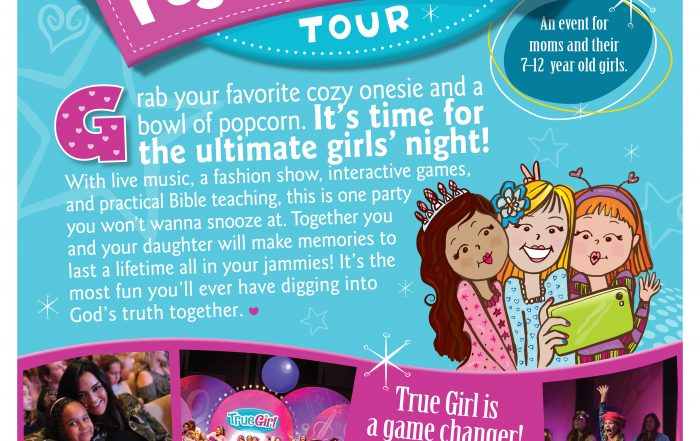 TOUR
An event for
moms and their
7-12 year old girls.
Grab your favorite cozy onesie and a
bowl of popcorn. It's time for
the ultimate girls' night!
With live music, a fashion show, interactive games,
and practical Bible teaching, this is one party
you won't wanna snooze at. Together you
and your daughter will make memories to
last a lifetime all in your jammies! It's the
most fun you'll ever have digging into
God's truth together.
True Girl
True Girl is
a game changer!